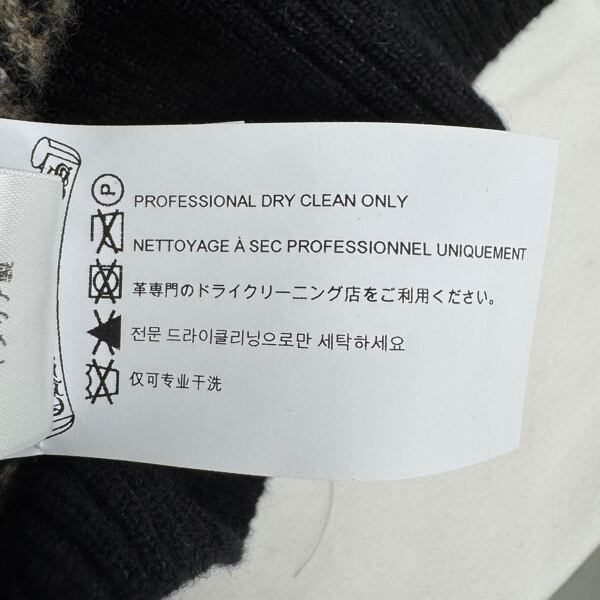 P
PROFESSIONAL DRY CLEAN ONLY
NETTOYAGE À SEC PROFESSIONNEL UNIQUEMENT
革専門のドライクリーニング店をご利用ください。
전문 드라이클리닝으로만 세탁하세요
仅可专业干洗